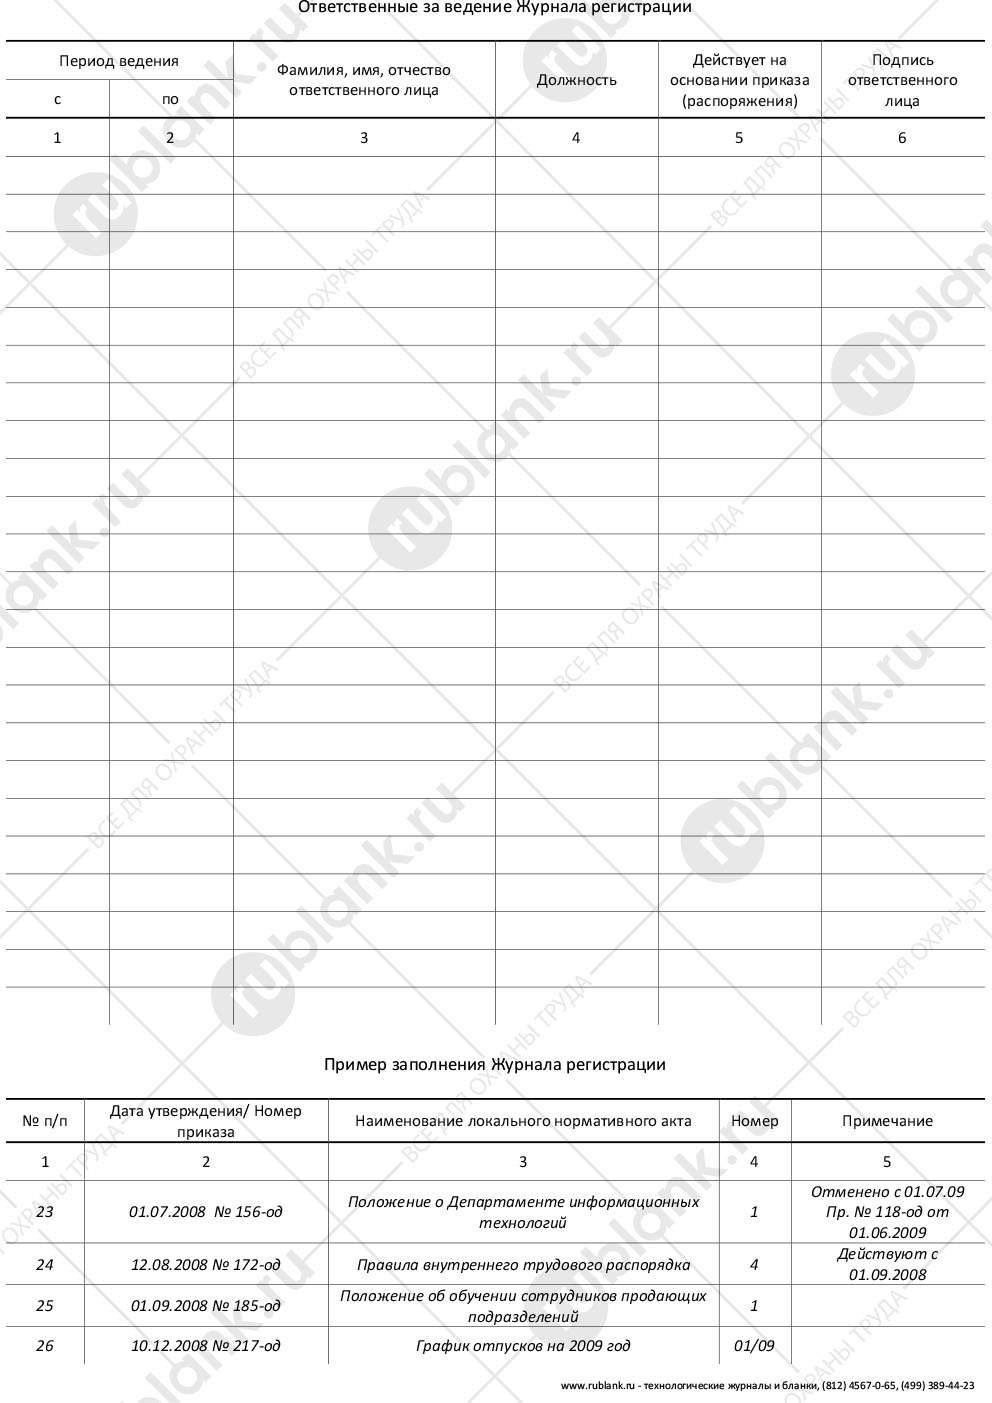 Ответственные за ведение Журнала регистрации
Период ведения
Фамилия, имя, отчество
ответственного лица
Должность
Действует на
основании приказа
(распоряжения)
Подпись
ответственного
лица
с
по
1 2 3 4 5 6
Пример заполнения Журнала регистрации
№ п/п
Дата утверждения/ Номер
приказа
Наименование локального нормативного акта
Номер
Примечание
1 2 3 4 5
23
01.07.2008 № 156-од
Положение о Департаменте информационных
технологий
1
Отменено с 01.07.09
Пр. № 118-од от
01.06.2009
24
12.08.2008 № 172-од
Правила внутреннего трудового распорядка
4
Действуют с
01.09.2008
25
01.09.2008 № 185-од
Положение об обучении сотрудников продающих
подразделений
1
26
10.12.2008 № 217-од
График отпусков на 2009 год
01/09
www.rublank.ru - технологические журналы и бланки, (812) 4567-0-65, (499) 389-44-23
rublank.ru
ВСЕ ДЛЯ ОХРАНЫ ТРУДА